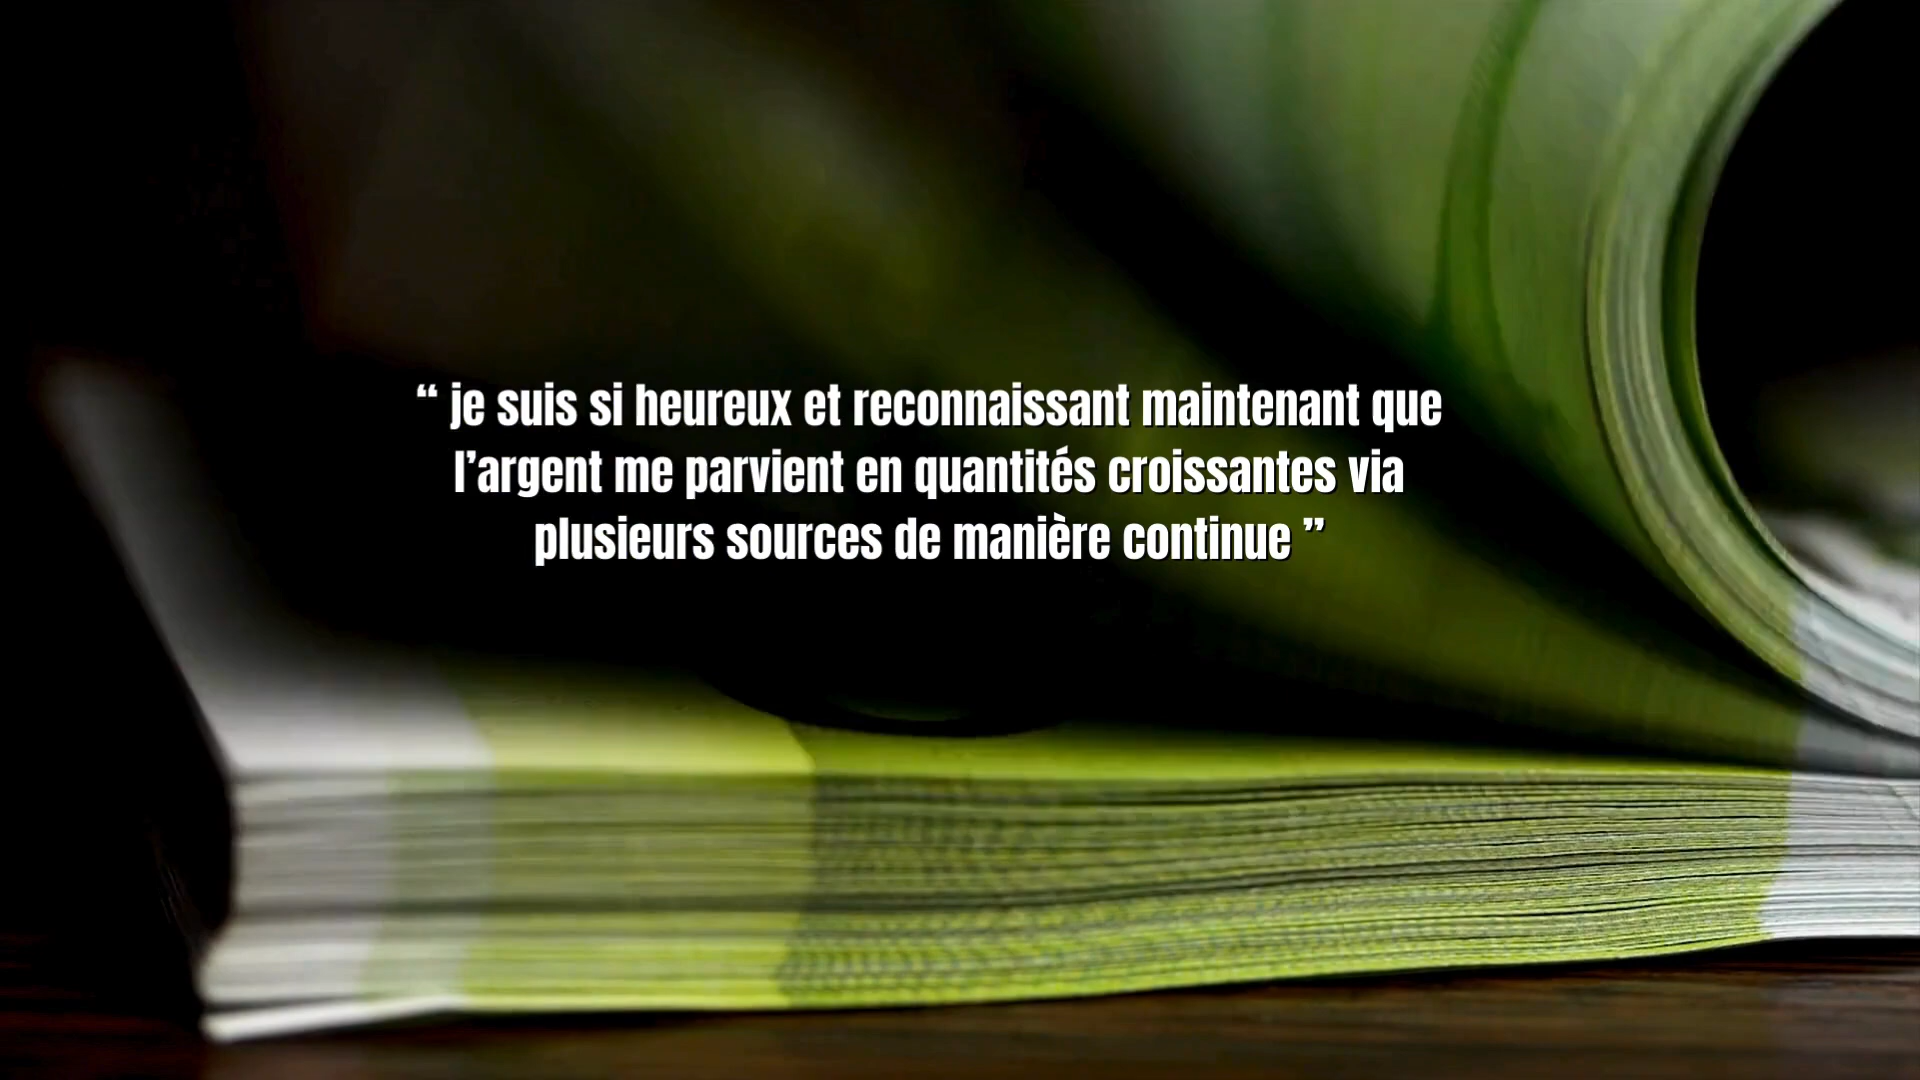 “ je suis si heureux et reconnaissant maintenant que
l’argent me parvient en quantités croissantes via
plusieurs sources de manière continue ”